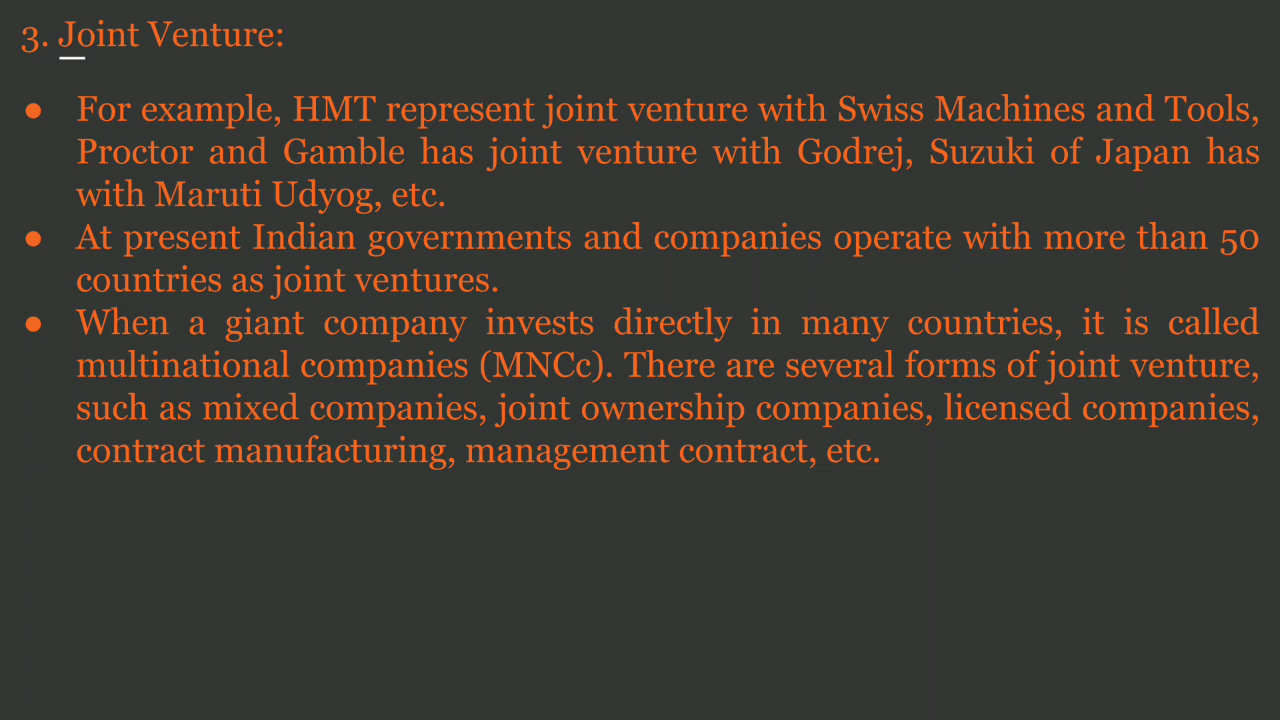 3. Joint Venture:
● For example, HMT represent joint venture with Swiss Machines and Tools,
Proctor and Gamble has joint venture with Godrej, Suzuki of Japan has
with Maruti Udyog, etc.
● At present Indian governments and companies operate with more than 50
countries as joint ventures.
● When a giant company invests directly in many countries, it is called
multinational companies (MNCc). There are several forms of joint venture,
such as mixed companies, joint ownership companies, licensed companies,
contract manufacturing, management contract, etc.